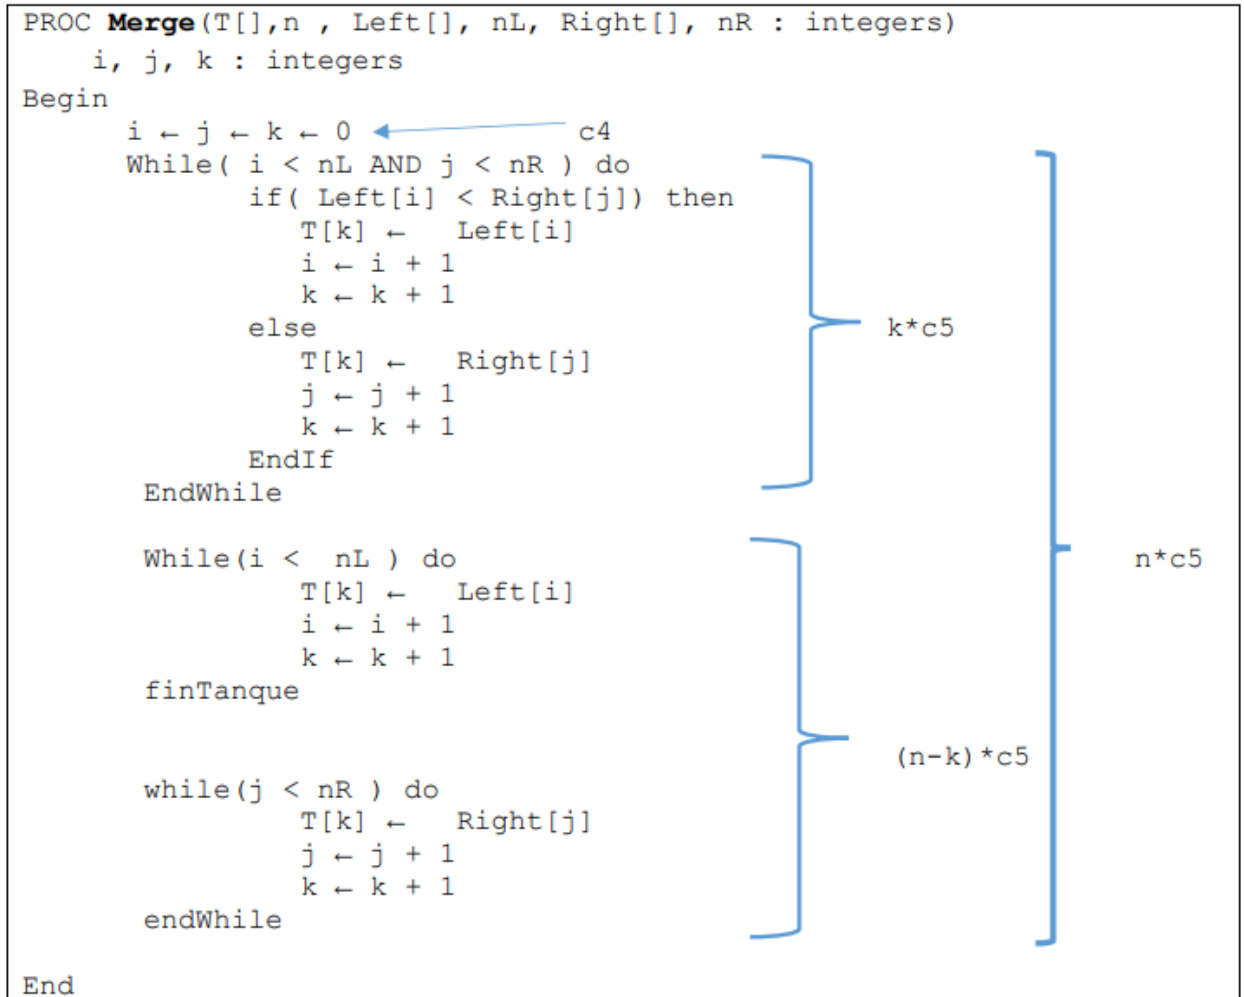 PROC Merge(T[],n , Left[], nL, Right[], nR : integers)
i, j, k : integers
Begin
i ← j ← k ← 0 c4
While( i < nL AND j < nR ) do
if( Left[i] < Right[j]) then
T[k] ← Left[i]
i ← i + 1
k ← k + 1
else
k*c5
T[k] ← Right[j]
j ← j + 1
k ← k + 1
EndIf
EndWhile
While(i < nL ) do
n*c5
T[k] ← Left[i]
i ← i + 1
k ← k + 1
finTanque
(n-k)*c5
while(j < nR ) do
T[k] ← Right[j]
j ← j + 1
k ← k + 1
endWhile
End